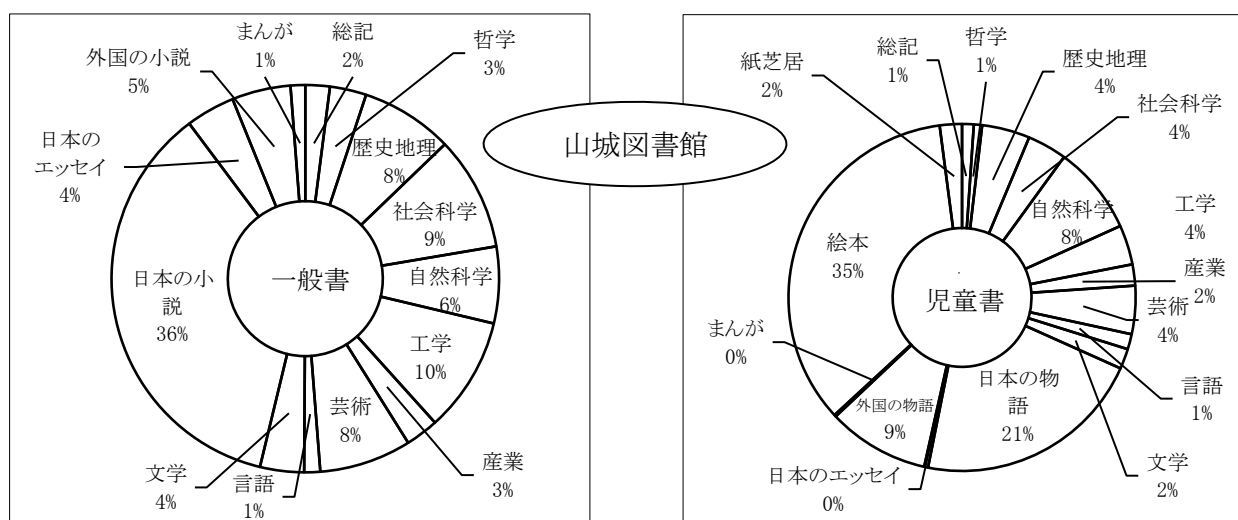 まんが
1%
総記
2%
哲学
3%
歴史地理
8%
社会科学
9%
自然科学
6%
工学
10%
産業
3%
芸術
8%
言語
1%
文学
4%
日本の小
説
36%
日本の
エッセイ
4%
外国の小説
5%
一般書
山城図書館
総記
1%
哲学
1%
歴史地理
4%
社会科学
4%
自然科学
8%
工学
4%
産業
2%
芸術
4%
言語
1%
文学
2%
日本の物
語
21%
日本のエッセイ
0%
外国の物語
9%
まんが
0%
絵本
35%
紙芝居
2%
児童書